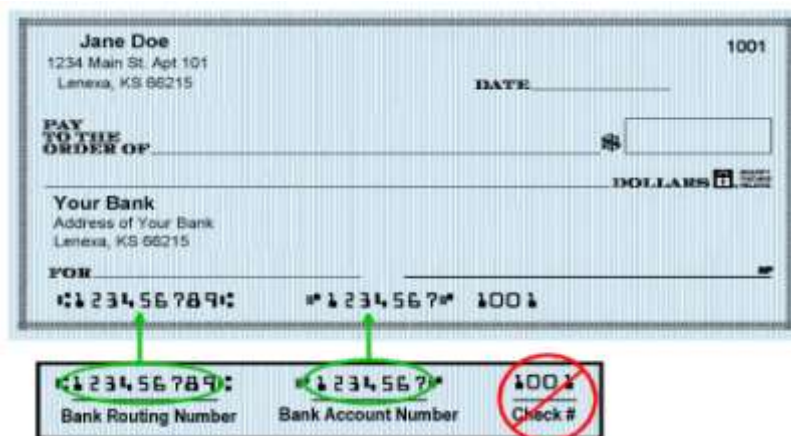 Jane Doe
1001
1234 Main St. Apt 101
Lenexa, KS 66215
DATE
PAY
TO THE
ORDER OF
$
DOLLARS
Your Bank
Address of Your Bank
Lenexa, KS 66215
FOR
MP
⑆123456789⑆ ⑈1234567⑈ 1001
⑆123456789⑆ ⑈1234567⑈ 1001
Bank Routing Number Bank Account Number Check #